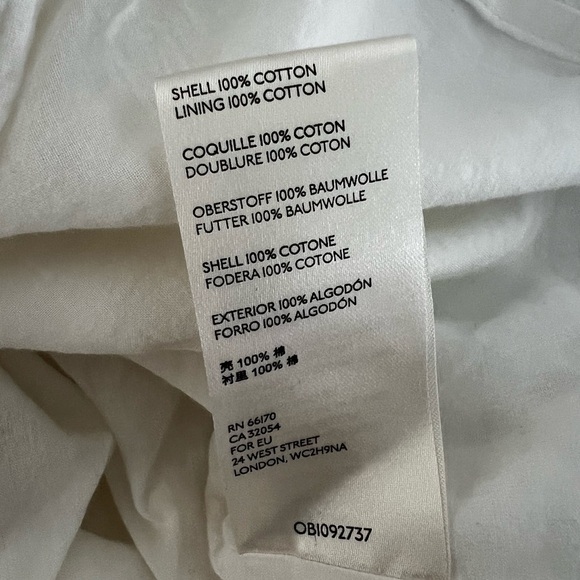 SHELL 100% COTTON
LINING 100% COTTON
COQUILLE 100% COTON
DOUBLURE 100% COTON
OBERSTOFF 100% BAUMWOLLE
FUTTER 100% BAUMWOLLE
SHELL 100% COTONE
FODERA 100% COTONE
EXTERIOR 100% ALGODÓN
FORRO 100% ALGODÓN
壳 100% 棉
衬里 100% 棉
RN 66170
CA 32054
FOR EU
24 WEST STREET
LONDON, WC2H9NA
OB1092737